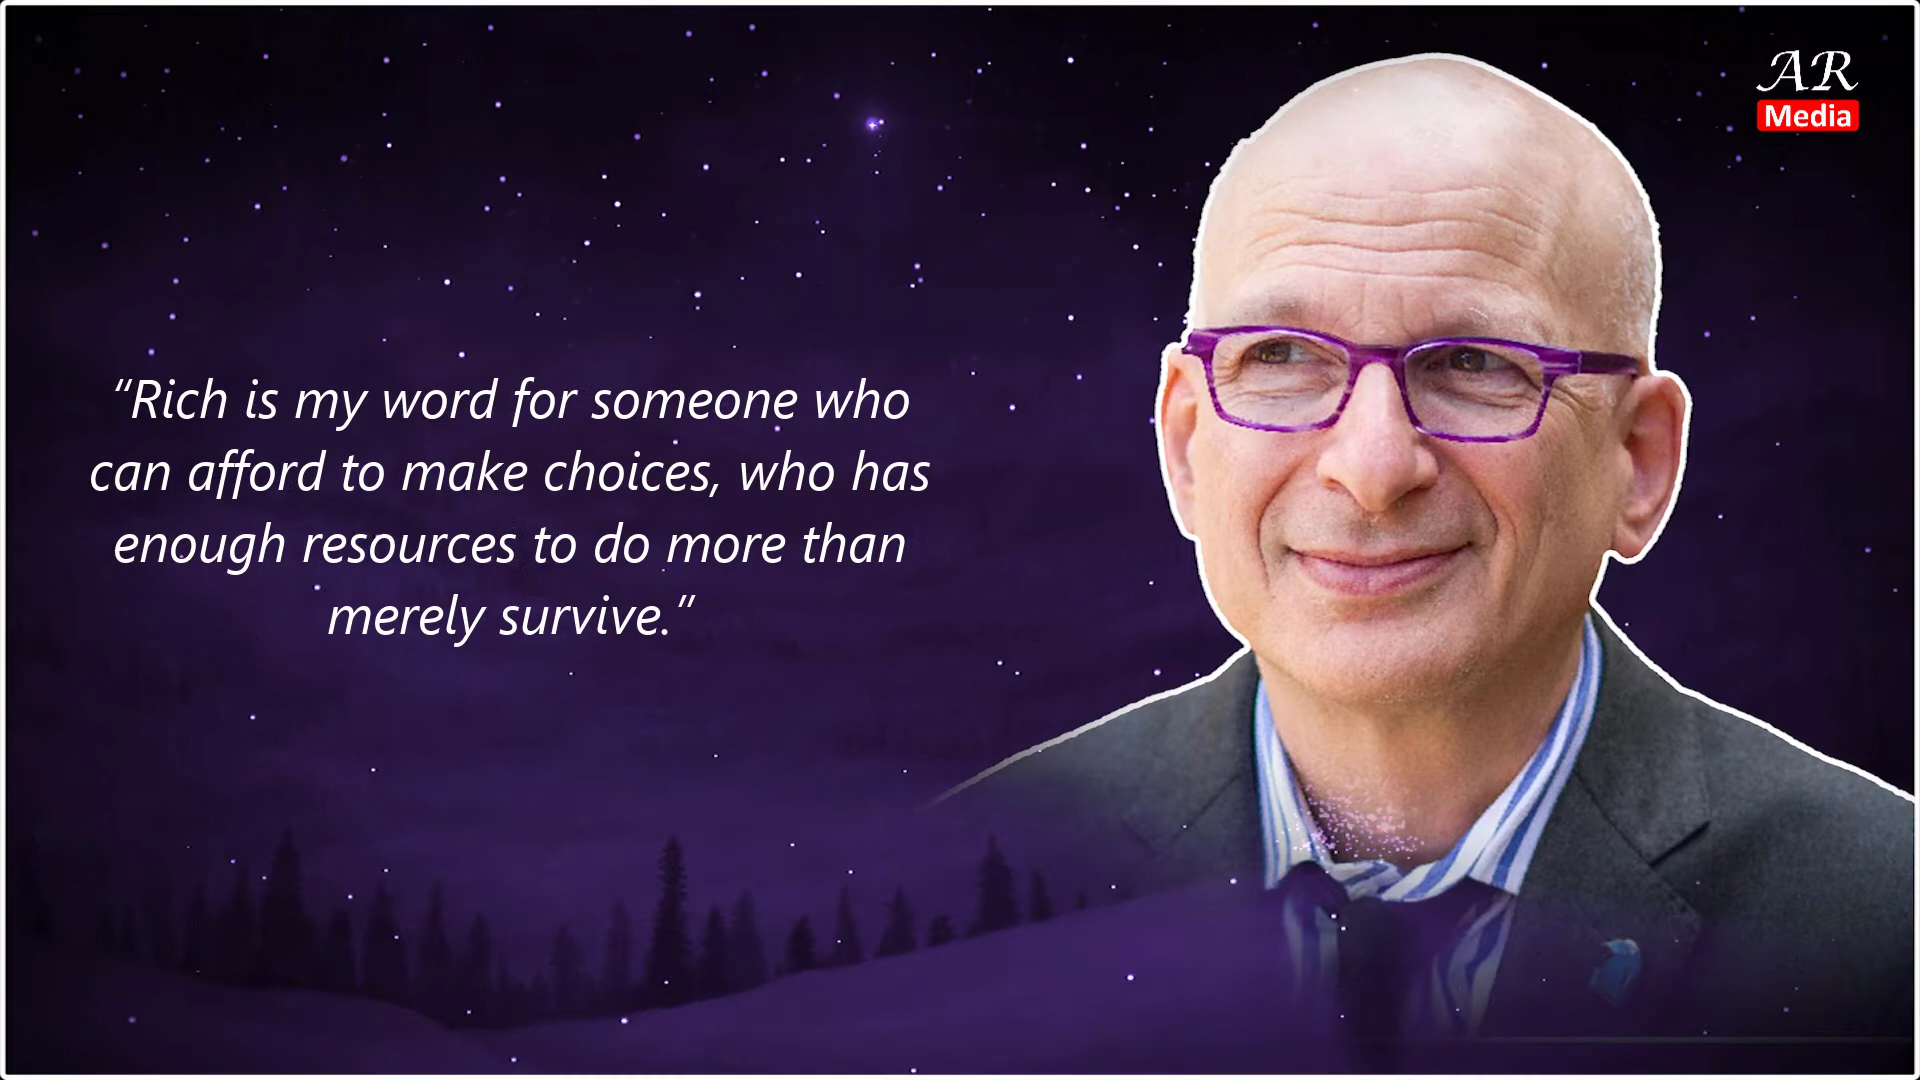 AR
Media
“Rich is my word for someone who
can afford to make choices, who has
enough resources to do more than
merely survive.”